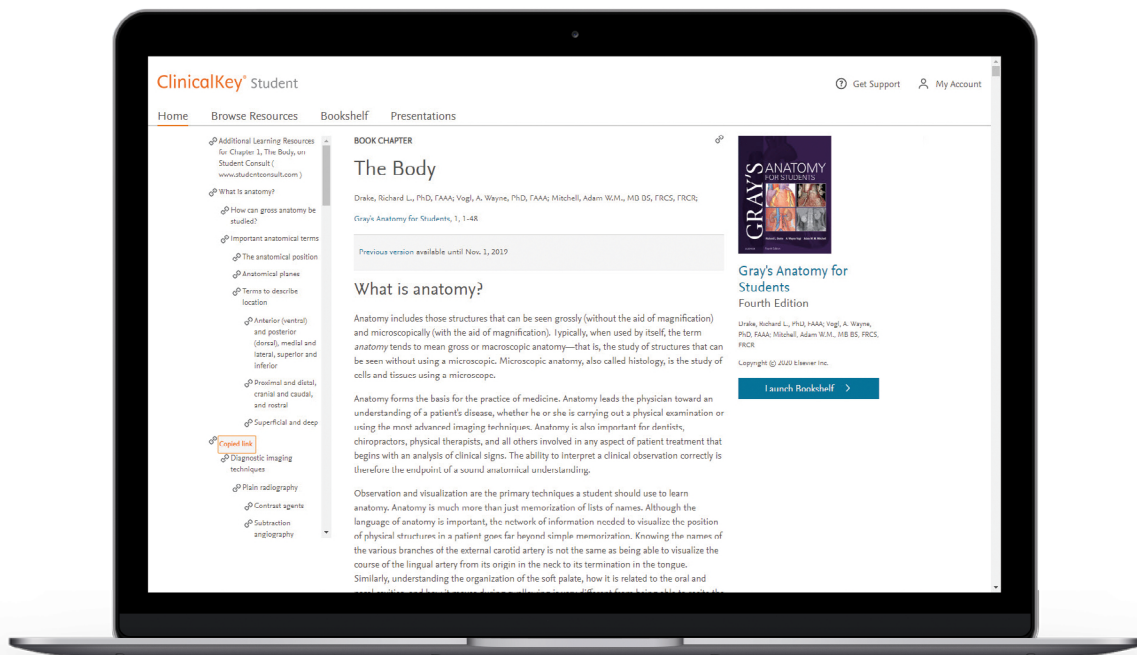 ClinicalKey® Student
Get Support
My Account
Home
Browse Resources
Bookshelf
Presentations
Additional Learning Resources
for Chapter 1, The Body, on
Student Consult (
www.studentconsult.com )
What is anatomy?
How can gross anatomy be
studied?
Important anatomical terms
The anatomical position
Anatomical planes
Terms to describe
location
Anterior (ventral)
and posterior
(dorsal), medial and
lateral, superior and
inferior
Proximal and distal,
cranial and caudal,
and rostral
Superficial and deep
Copied link
Diagnostic imaging
techniques
Plain radiography
Contrast agents
Subtraction
angiography
BOOK CHAPTER
The Body
Drake, Richard L., PhD, FAAA; Vogl, A. Wayne, PhD, FAAA; Mitchell, Adam W.M., MB BS, FRCS, FRCR;
Gray's Anatomy for Students, 1, 1-48
Previous version available until Nov. 1, 2019
What is anatomy?
Anatomy includes those structures that can be seen grossly (without the aid of magnification)
and microscopically (with the aid of magnification). Typically, when used by itself, the term
anatomy tends to mean gross or macroscopic anatomy—that is, the study of structures that can
be seen without using a microscopic. Microscopic anatomy, also called histology, is the study of
cells and tissues using a microscope.
Anatomy forms the basis for the practice of medicine. Anatomy leads the physician toward an
understanding of a patient's disease, whether he or she is carrying out a physical examination or
using the most advanced imaging techniques. Anatomy is also important for dentists,
chiropractors, physical therapists, and all others involved in any aspect of patient treatment that
begins with an analysis of clinical signs. The ability to interpret a clinical observation correctly is
therefore the endpoint of a sound anatomical understanding.
Observation and visualization are the primary techniques a student should use to learn
anatomy. Anatomy is much more than just memorization of lists of names. Although the
language of anatomy is important, the network of information needed to visualize the position
of physical structures in a patient goes far beyond simple memorization. Knowing the names of
the various branches of the external carotid artery is not the same as being able to visualize the
course of the lingual artery from its origin in the neck to its termination in the tongue.
Similarly, understanding the organization of the soft palate, how it is related to the oral and
GRAY'S
ANATOMY
FOR STUDENTS
Gray's Anatomy for
Students
Fourth Edition
Drake, Richard L., PhD, FAAA; Vogl, A. Wayne,
PhD, FAAA; Mitchell, Adam W.M., MB BS, FRCS,
FRCR
Copyright © 2020 Elsevier Inc.
Launch Bookshelf